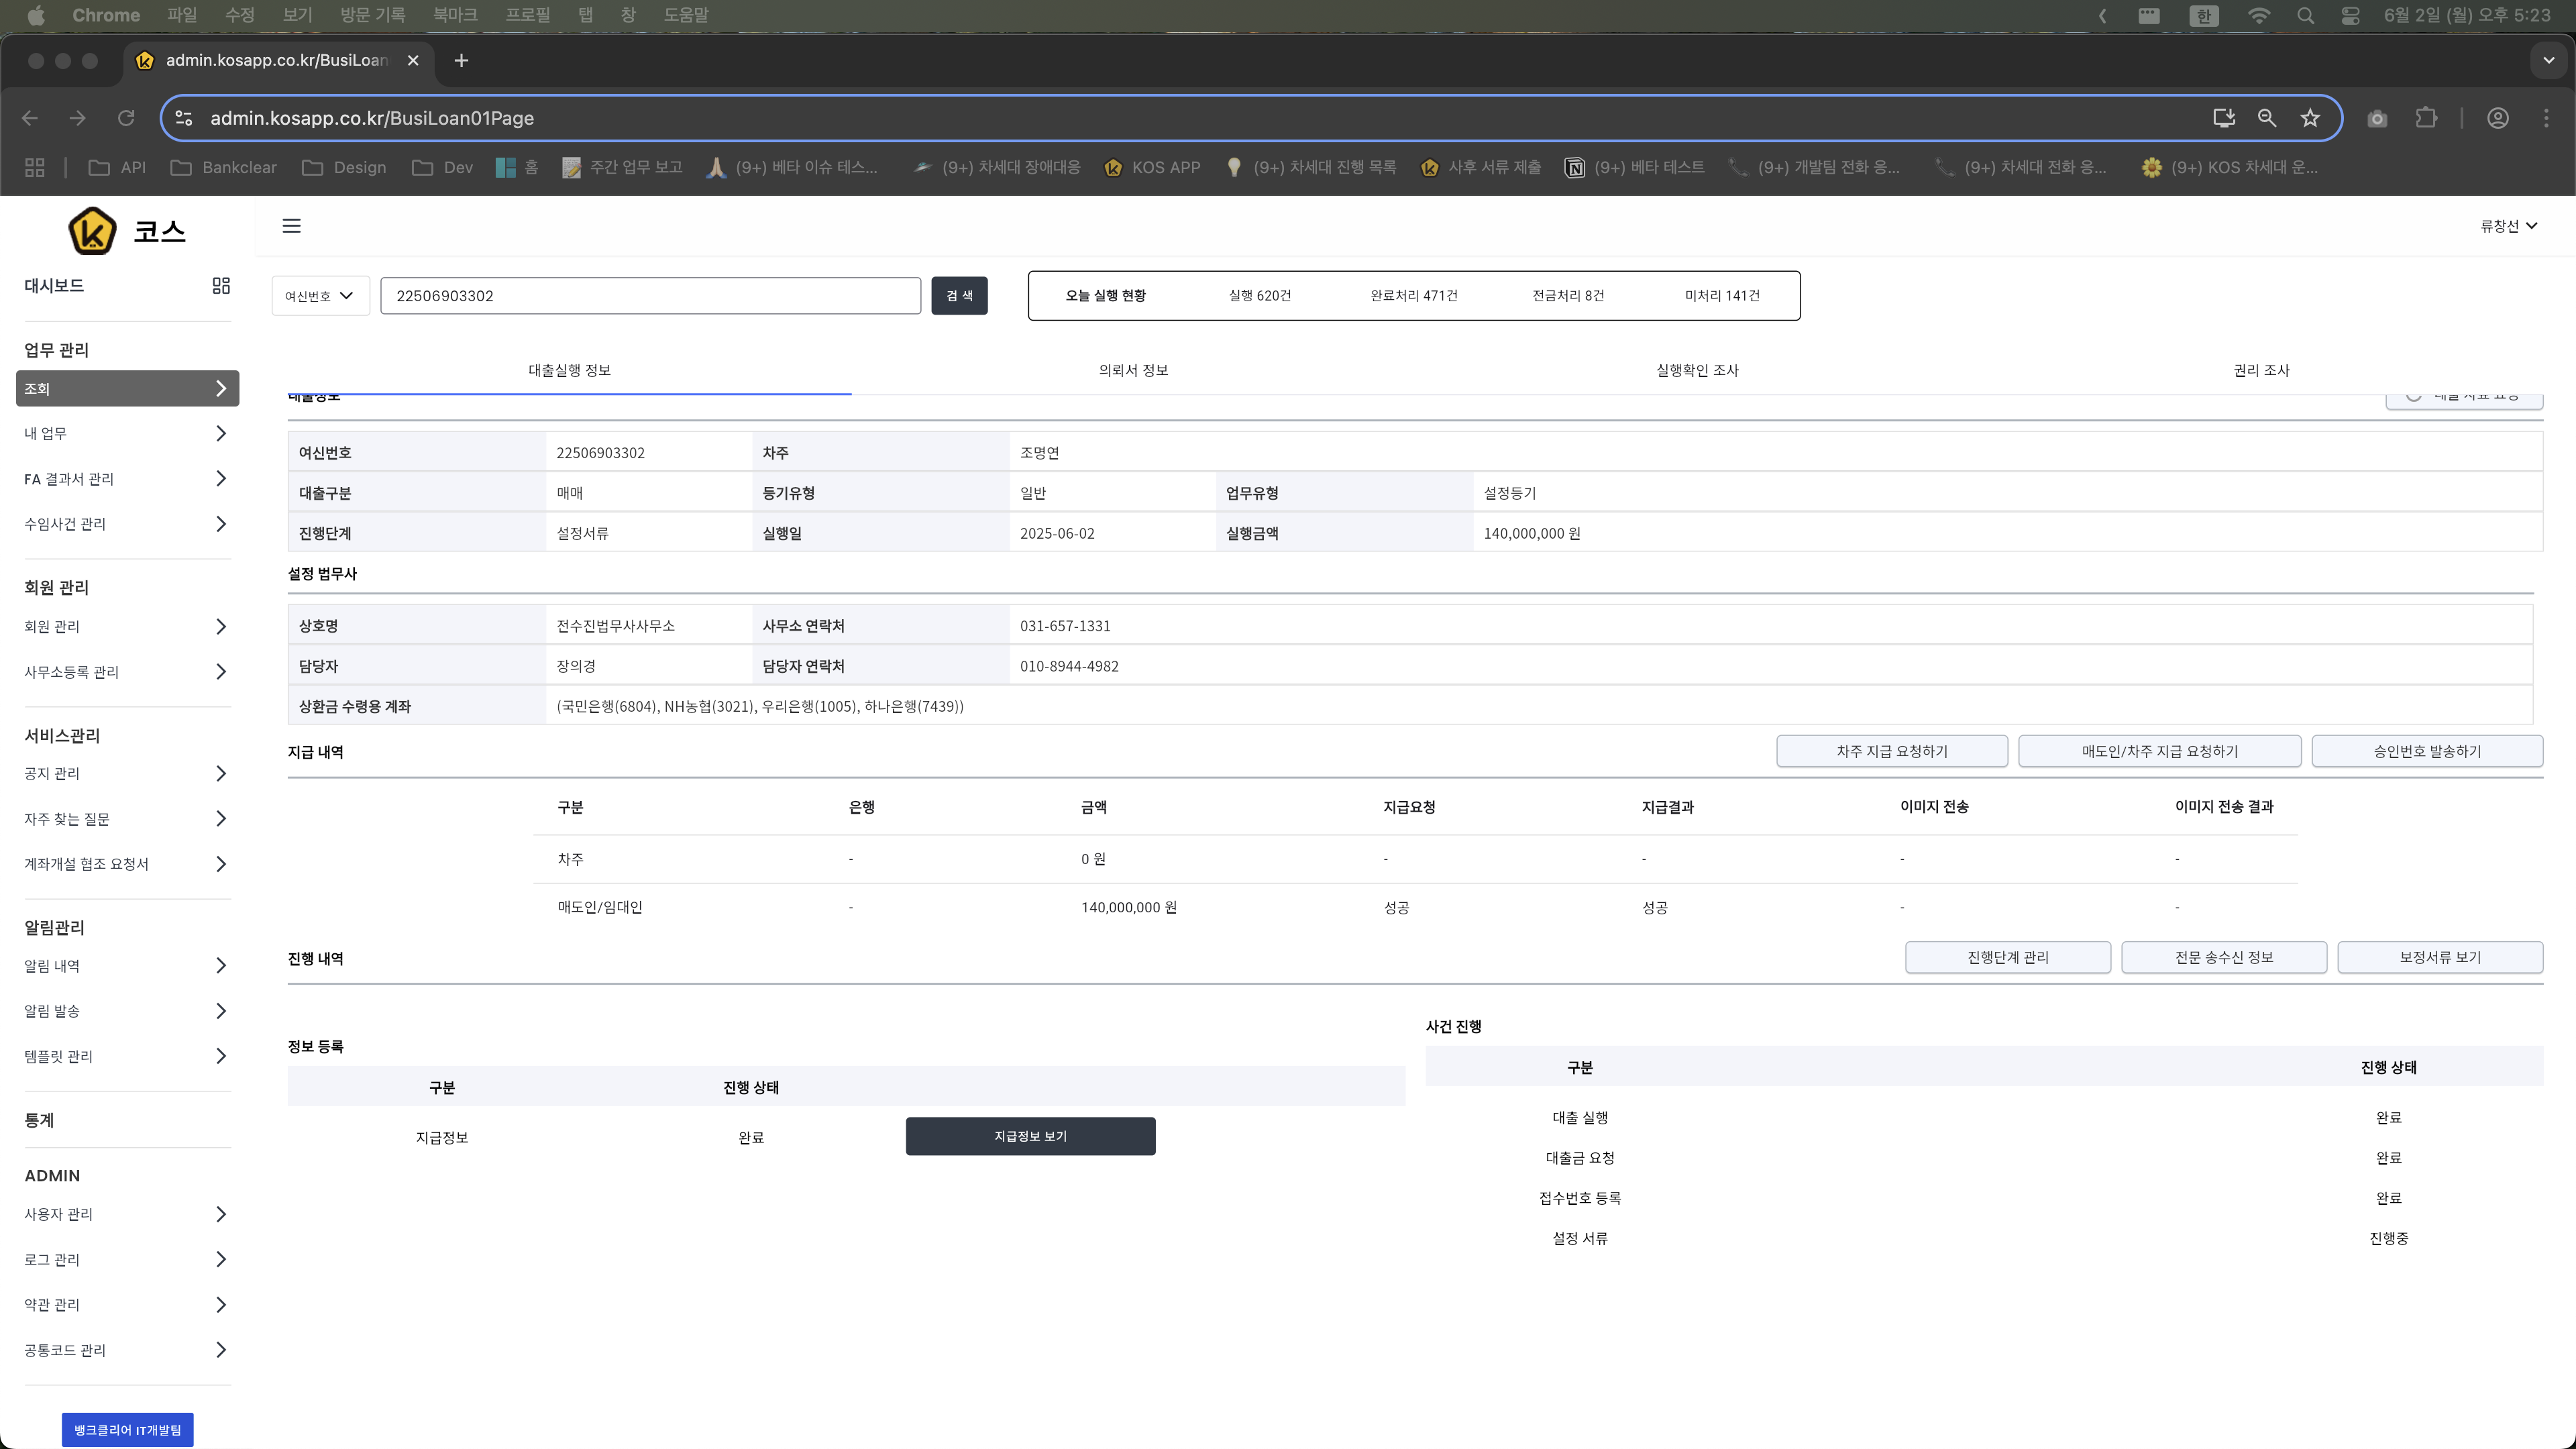 Chrome 파일 수정 보기 방문 기록 북마크 프로필 탭 창 도움말 한 6월 2일 (월) 오후 5:23
admin.kosapp.co.kr/BusiLoan
admin.kosapp.co.kr/BusiLoan01Page
API Bankclear Design Dev 홈 주간 업무 보고 (9+) 베타 이슈 테스... (9+) 차세대 장애대응 KOS APP (9+) 차세대 진행 목록 사후 서류 제출 (9+) 베타 테스트 (9+) 개발팀 전화 응... (9+) 차세대 전화 응... (9+) KOS 차세대 운...
코스
류창선
대시보드
업무 관리
조회
내 업무
FA 결과서 관리
수임사건 관리
회원 관리
회원 관리
사무소등록 관리
서비스관리
공지 관리
자주 찾는 질문
계좌개설 협조 요청서
알림관리
알림 내역
알림 발송
템플릿 관리
통계
ADMIN
사용자 관리
로그 관리
약관 관리
공통코드 관리
뱅크클리어 IT개발팀
여신번호 22506903302 검 색
오늘 실행 현황 실행 620건 완료처리 471건 전금처리 8건 미처리 141건
대출실행 정보 의뢰서 정보 실행확인 조사 권리 조사
대출정보
여신번호 22506903302 차주 조명연
대출구분 매매 등기유형 일반 업무유형 설정등기
진행단계 설정서류 실행일 2025-06-02 실행금액 140,000,000 원
설정 법무사
상호명 전수진법무사사무소 사무소 연락처 031-657-1331
담당자 장의경 담당자 연락처 010-8944-4982
상환금 수령용 계좌 (국민은행(6804), NH농협(3021), 우리은행(1005), 하나은행(7439))
지급 내역 차주 지급 요청하기 매도인/차주 지급 요청하기 승인번호 발송하기
구분 은행 금액 지급요청 지급결과 이미지 전송 이미지 전송 결과
차주 - 0 원 - - - -
매도인/임대인 - 140,000,000 원 성공 성공 - -
진행 내역 진행단계 관리 전문 송수신 정보 보정서류 보기
정보 등록
구분 진행 상태
지급정보 완료 지급정보 보기
사건 진행
구분 진행 상태
대출 실행 완료
대출금 요청 완료
접수번호 등록 완료
설정 서류 진행중